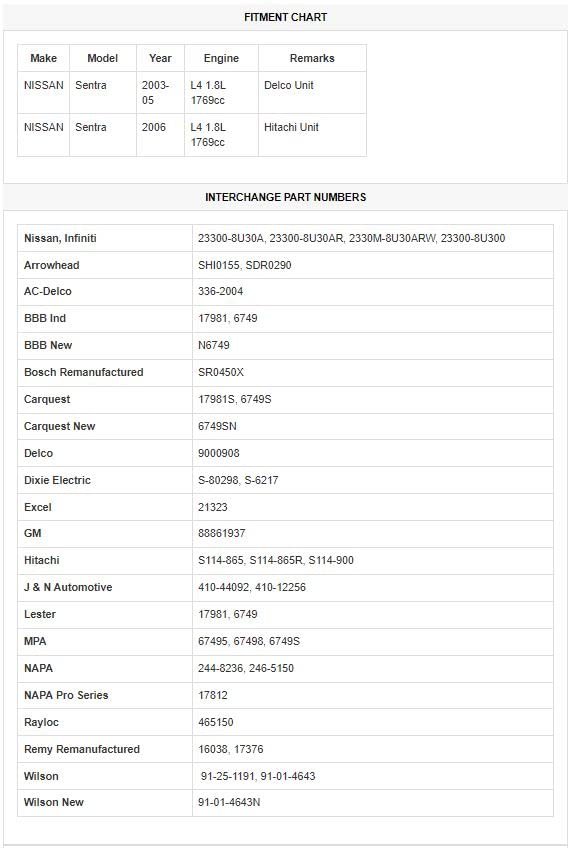 FITMENT CHART
Make Model Year Engine Remarks
NISSAN Sentra 2003- L4 1.8L Delco Unit
05 1769cc
NISSAN Sentra 2006 L4 1.8L Hitachi Unit
1769cc
INTERCHANGE PART NUMBERS
Nissan, Infiniti 23300-8U30A, 23300-8U30AR, 2330M-8U30ARW, 23300-8U300
Arrowhead SHI0155, SDR0290
AC-Delco 336-2004
BBB Ind 17981, 6749
BBB New N6749
Bosch Remanufactured SR0450X
Carquest 17981S, 6749S
Carquest New 6749SN
Delco 9000908
Dixie Electric S-80298, S-6217
Excel 21323
GM 88861937
Hitachi S114-865, S114-865R, S114-900
J & N Automotive 410-44092, 410-12256
Lester 17981, 6749
MPA 67495, 67498, 6749S
NAPA 244-8236, 246-5150
NAPA Pro Series 17812
Rayloc 465150
Remy Remanufactured 16038, 17376
Wilson 91-25-1191, 91-01-4643
Wilson New 91-01-4643N